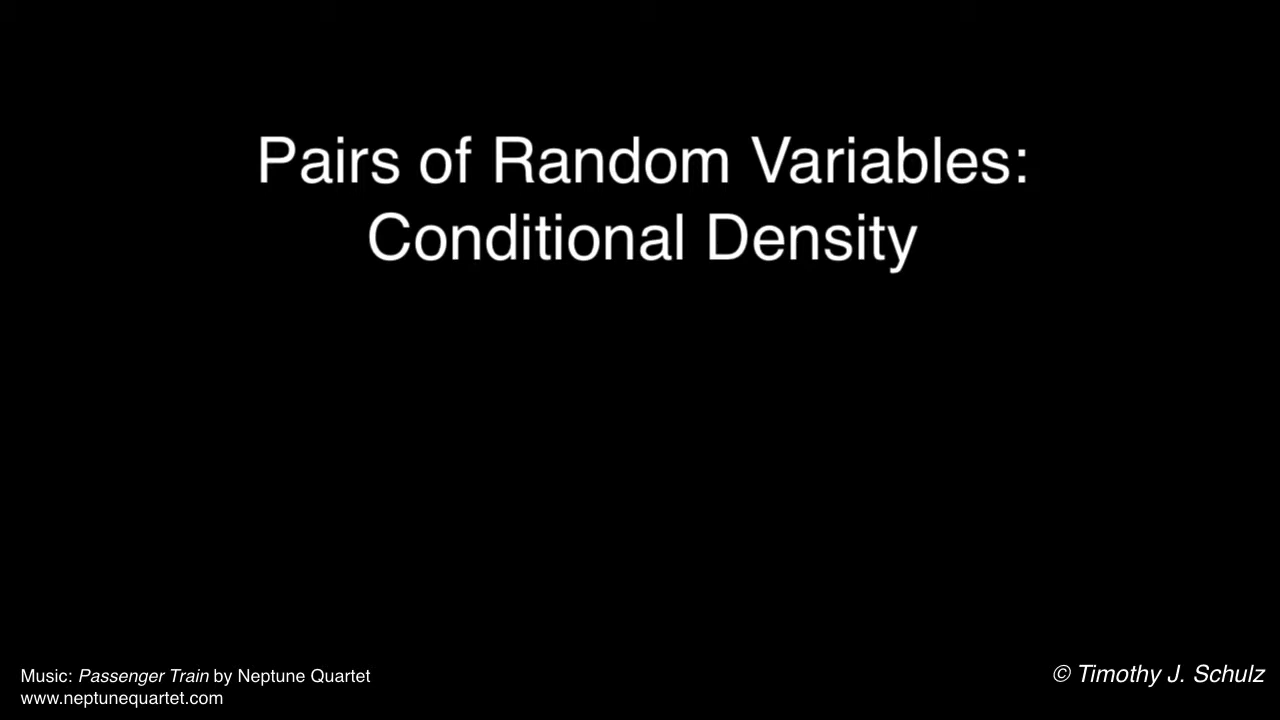 Pairs of Random Variables:
Conditional Density
Music: Passenger Train by Neptune Quartet
www.neptunequartet.com
© Timothy J. Schulz